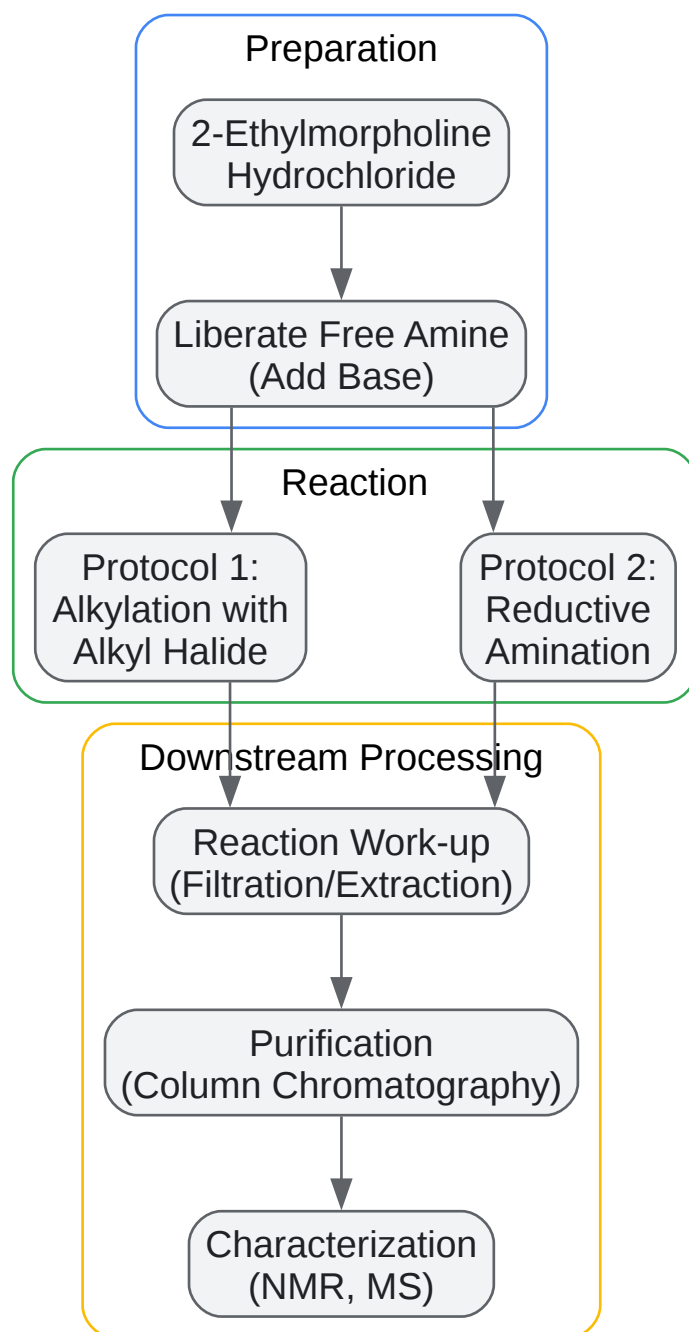 Preparation
2-Ethylmorpholine
Hydrochloride
Liberate Free Amine
(Add Base)
Reaction
Protocol 1:
Alkylation with
Alkyl Halide
Protocol 2:
Reductive
Amination
Downstream Processing
Reaction Work-up
(Filtration/Extraction)
Purification
(Column Chromatography)
Characterization
(NMR, MS)